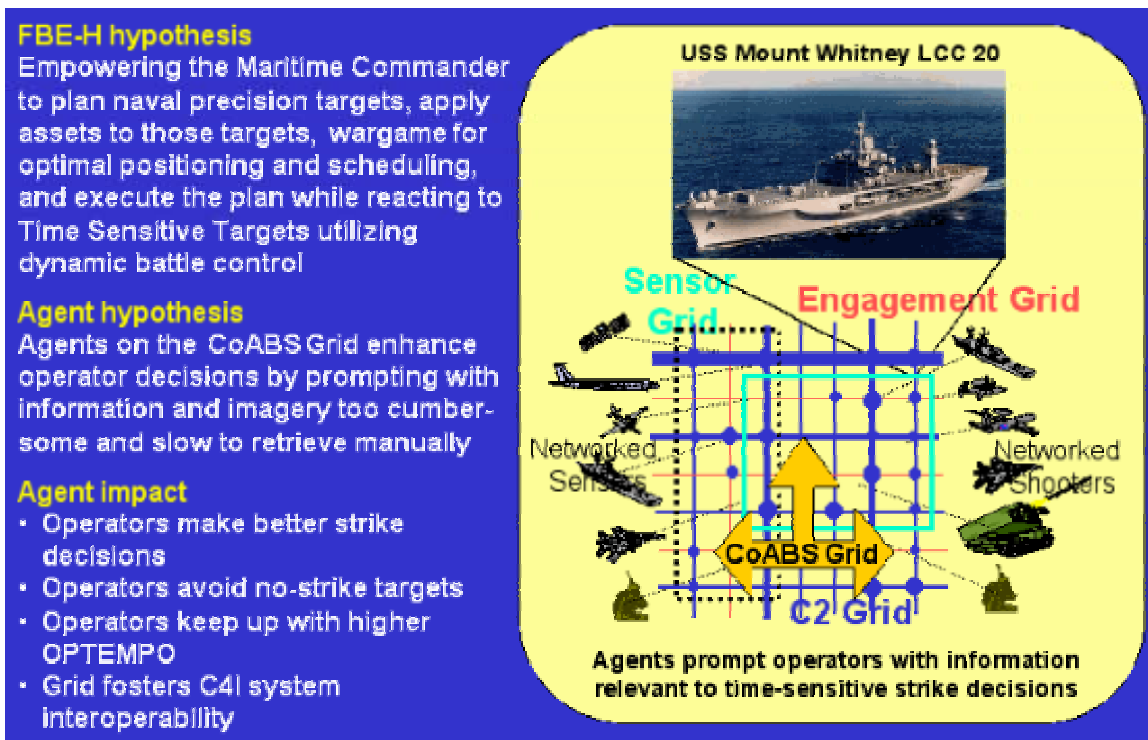 FBE-H hypothesis
Empowering the Maritime Commander
to plan naval precision targets, apply
assets to those targets, wargame for
optimal positioning and scheduling,
and execute the plan while reacting to
Time Sensitive Targets utilizing
dynamic battle control
Agent hypothesis
Agents on the CoABS Grid enhance
operator decisions by prompting with
information and imagery too cumber-
some and slow to retrieve manually
Agent impact
• Operators make better strike
decisions
• Operators avoid no-strike targets
• Operators keep up with higher
OPTEMPO
• Grid fosters C4I system
interoperability
USS Mount Whitney LCC 20
Sensor
Grid
Engagement Grid
Networked
Sensors
Networked
Shooters
CoABS Grid
C2 Grid
Agents prompt operators with information
relevant to time-sensitive strike decisions